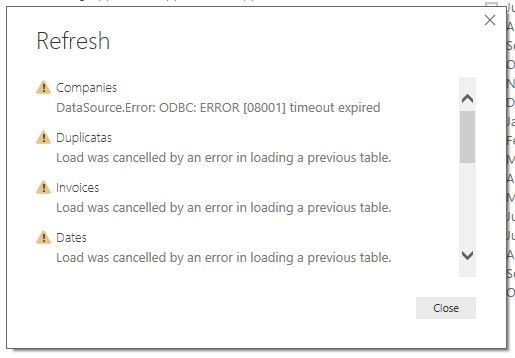 Refresh
Companies
DataSource.Error: ODBC: ERROR [08001] timeout expired
Duplicatas
Load was cancelled by an error in loading a previous table.
Invoices
Load was cancelled by an error in loading a previous table.
Dates
Load was cancelled by an error in loading a previous table.
Close